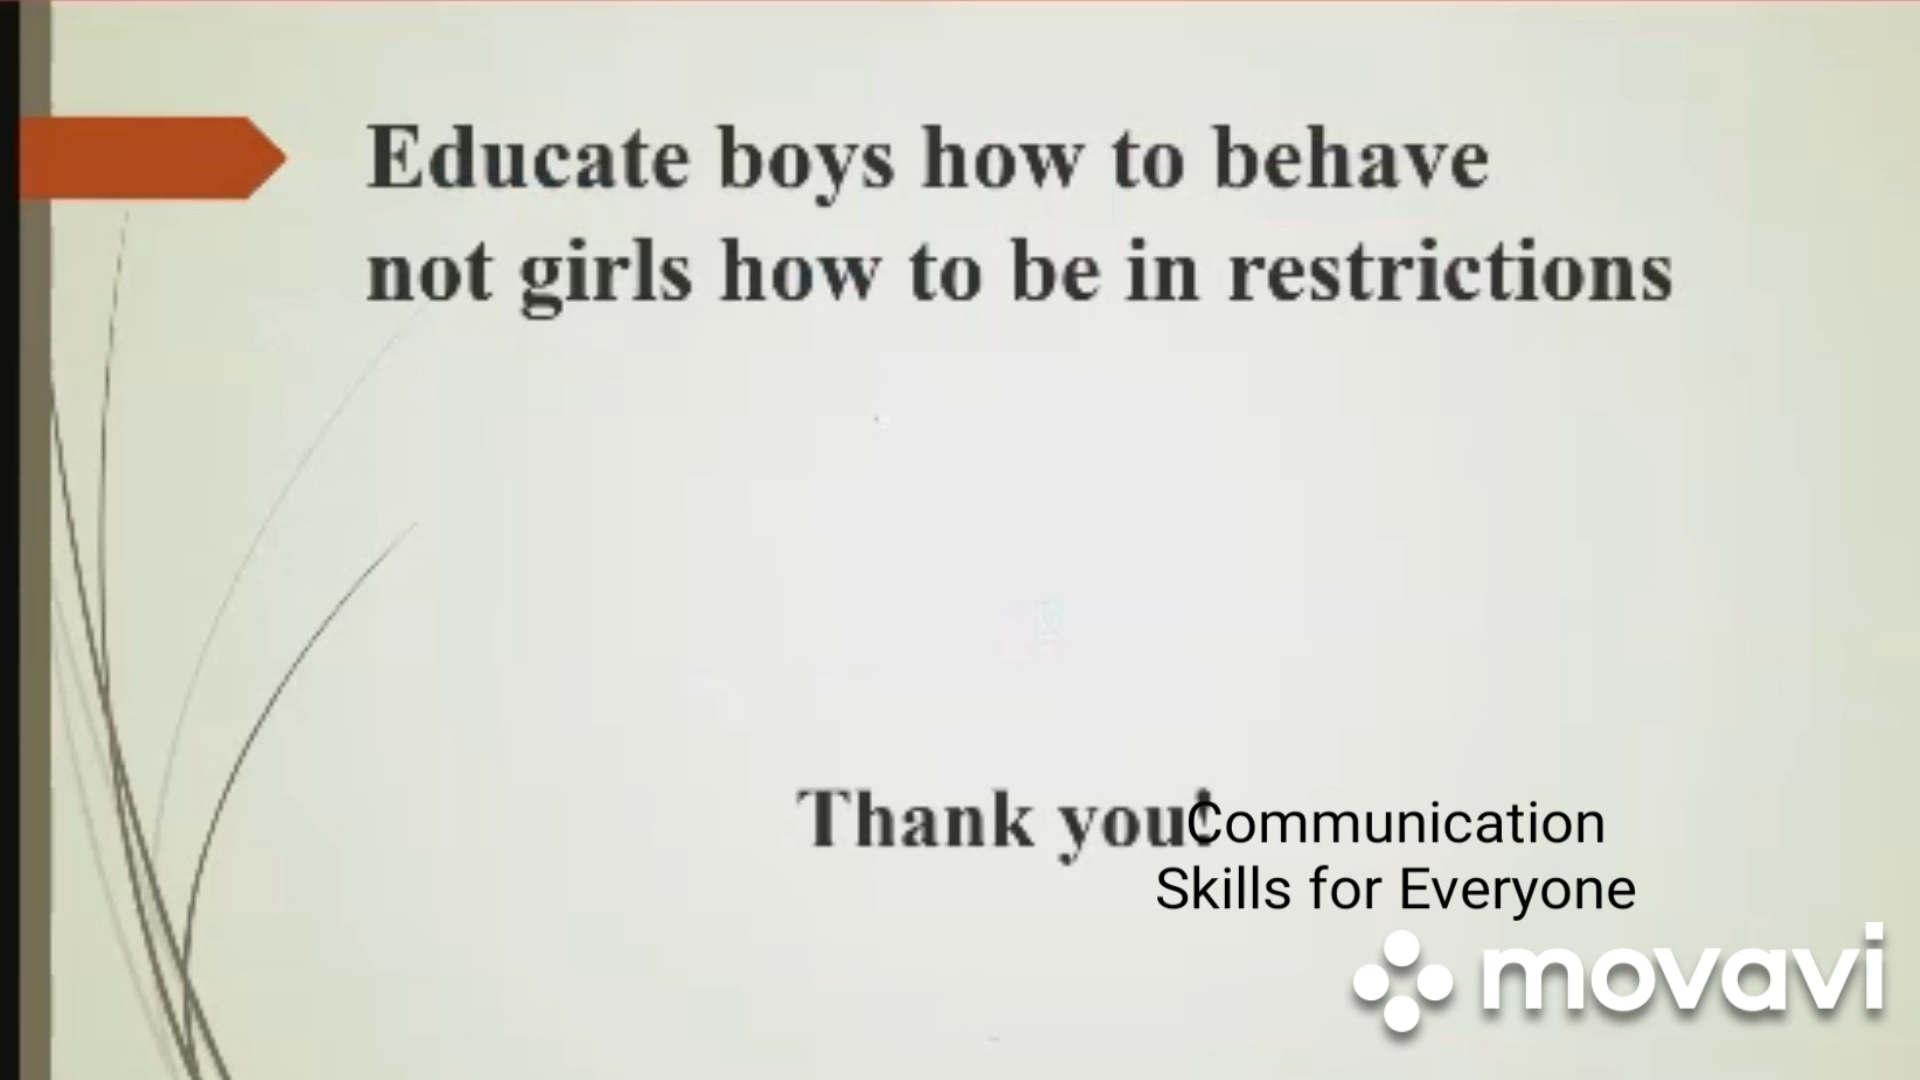 Educate boys how to behave
not girls how to be in restrictions
Thank you!
Communication
Skills for Everyone
movavi